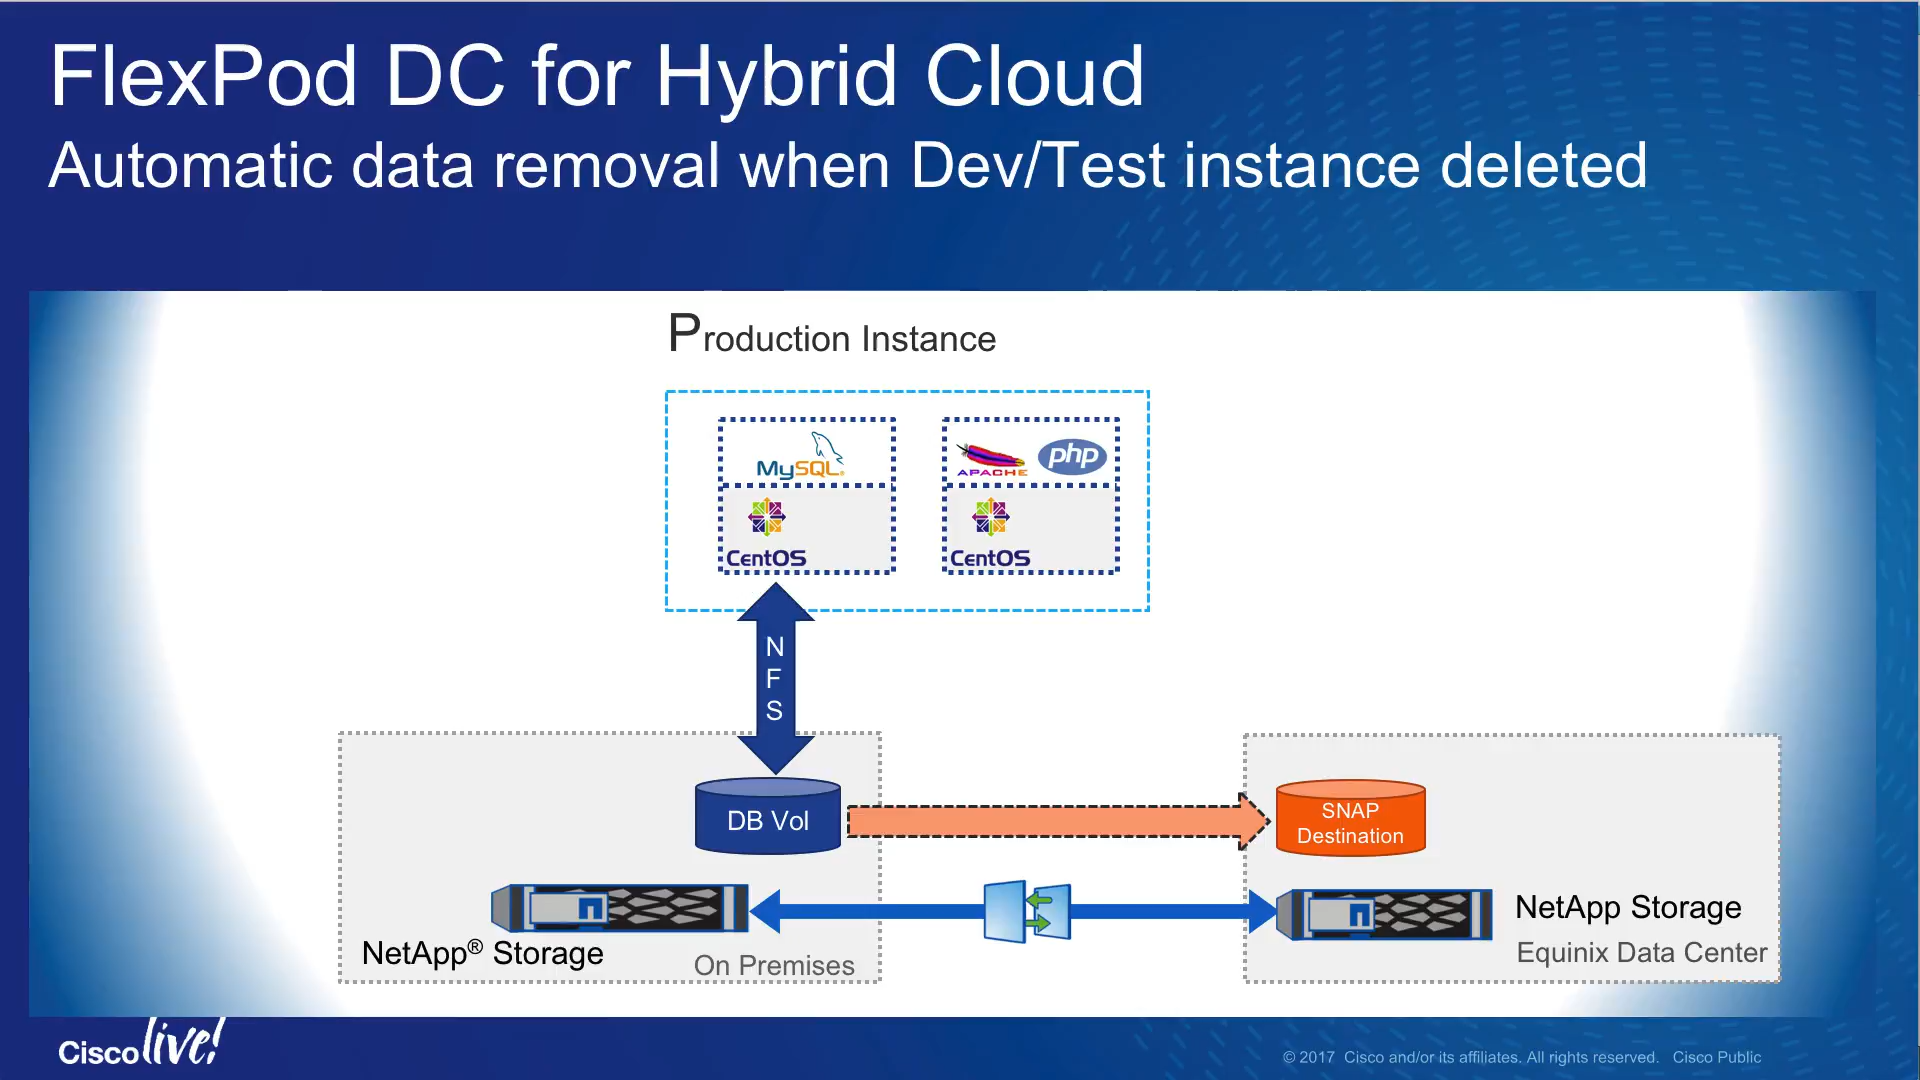 FlexPod DC for Hybrid Cloud
Automatic data removal when Dev/Test instance deleted
Production Instance
MySQL®
APACHE
php
CentOS
CentOS
N
F
S
DB Vol
SNAP
Destination
NetApp® Storage
On Premises
NetApp Storage
Equinix Data Center
Cisco live!
© 2017 Cisco and/or its affiliates. All rights reserved. Cisco Public